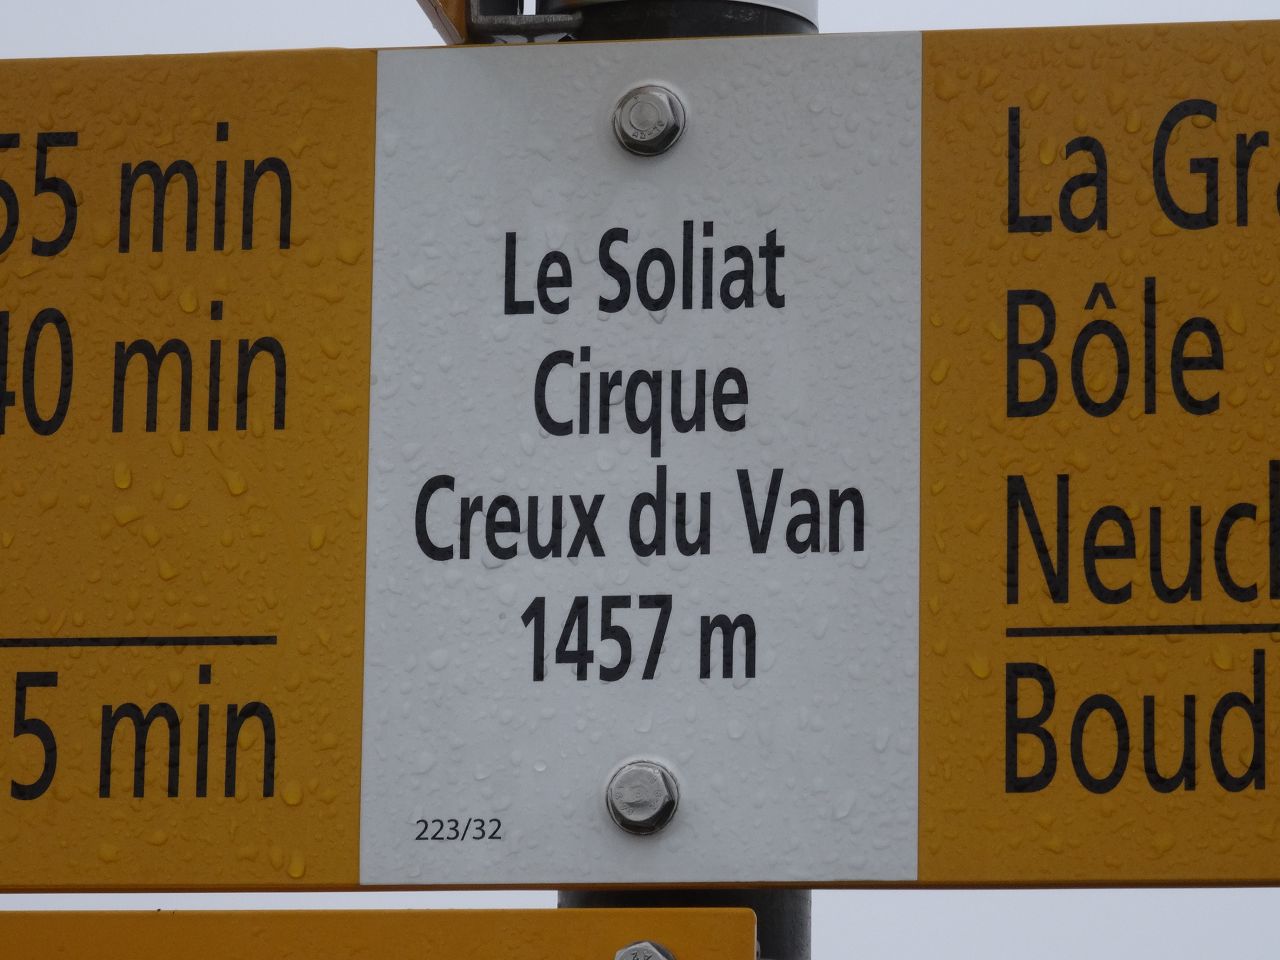 55 min
40 min
5 min
Le Soliat
Cirque
Creux du Van
1457 m
223/32
La Gra
Bôle
Neuch
Boud